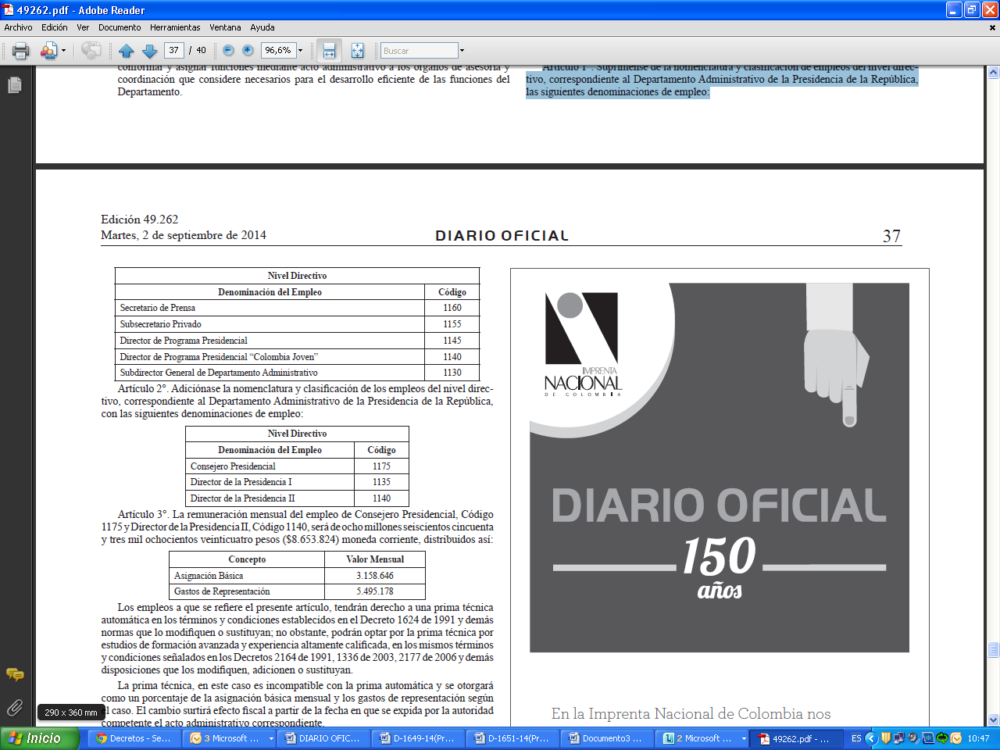 49262.pdf - Adobe Reader
Archivo Edición Ver Documento Herramientas Ventana Ayuda
37 / 40 96,6% Buscar
conformar y asignar funciones mediante acto administrativo a los órganos de asesoría y
coordinación que considere necesarios para el desarrollo eficiente de las funciones del
Departamento.
Artículo 1°. Suprímense de la nomenclatura y clasificación de empleos del nivel direc-
tivo, correspondiente al Departamento Administrativo de la Presidencia de la República,
las siguientes denominaciones de empleo:
Edición 49.262
Martes, 2 de septiembre de 2014
DIARIO OFICIAL
37
Nivel Directivo
Denominación del Empleo Código
Secretario de Prensa 1160
Subsecretario Privado 1155
Director de Programa Presidencial 1145
Director de Programa Presidencial “Colombia Joven” 1140
Subdirector General de Departamento Administrativo 1130
Artículo 2°. Adiciónase la nomenclatura y clasificación de los empleos del nivel direc-
tivo, correspondiente al Departamento Administrativo de la Presidencia de la República,
con las siguientes denominaciones de empleo:
Nivel Directivo
Denominación del Empleo Código
Consejero Presidencial 1175
Director de la Presidencia I 1135
Director de la Presidencia II 1140
Artículo 3°. La remuneración mensual del empleo de Consejero Presidencial, Código
1175 y Director de la Presidencia II, Código 1140, será de ocho millones seiscientos cincuenta
y tres mil ochocientos veinticuatro pesos ($8.653.824) moneda corriente, distribuidos así:
Concepto Valor Mensual
Asignación Básica 3.158.646
Gastos de Representación 5.495.178
Los empleos a que se refiere el presente artículo, tendrán derecho a una prima técnica
automática en los términos y condiciones establecidos en el Decreto 1624 de 1991 y demás
normas que lo modifiquen o sustituyan; no obstante, podrán optar por la prima técnica por
estudios de formación avanzada y experiencia altamente calificada, en los mismos términos
y condiciones señalados en los Decretos 2164 de 1991, 1336 de 2003, 2177 de 2006 y demás
disposiciones que los modifiquen, adicionen o sustituyan.
La prima técnica, en este caso es incompatible con la prima automática y se otorgará
como un porcentaje de la asignación básica mensual y los gastos de representación según
el caso. El cambio surtirá efecto fiscal a partir de la fecha en que se expida por la autoridad
competente el acto administrativo correspondiente.
IMPRENTA
NACIONAL
DE COLOMBIA
DIARIO OFICIAL
150
años
En la Imprenta Nacional de Colombia nos
290 x 360 mm
Inicio
Decretos - Se...
3 Microsoft ...
DIARIO OFIC...
D-1649-14(Pr...
D-1651-14(Pr...
Documento3 ...
2 Microsoft ...
49262.pdf - ...
ES
10:47